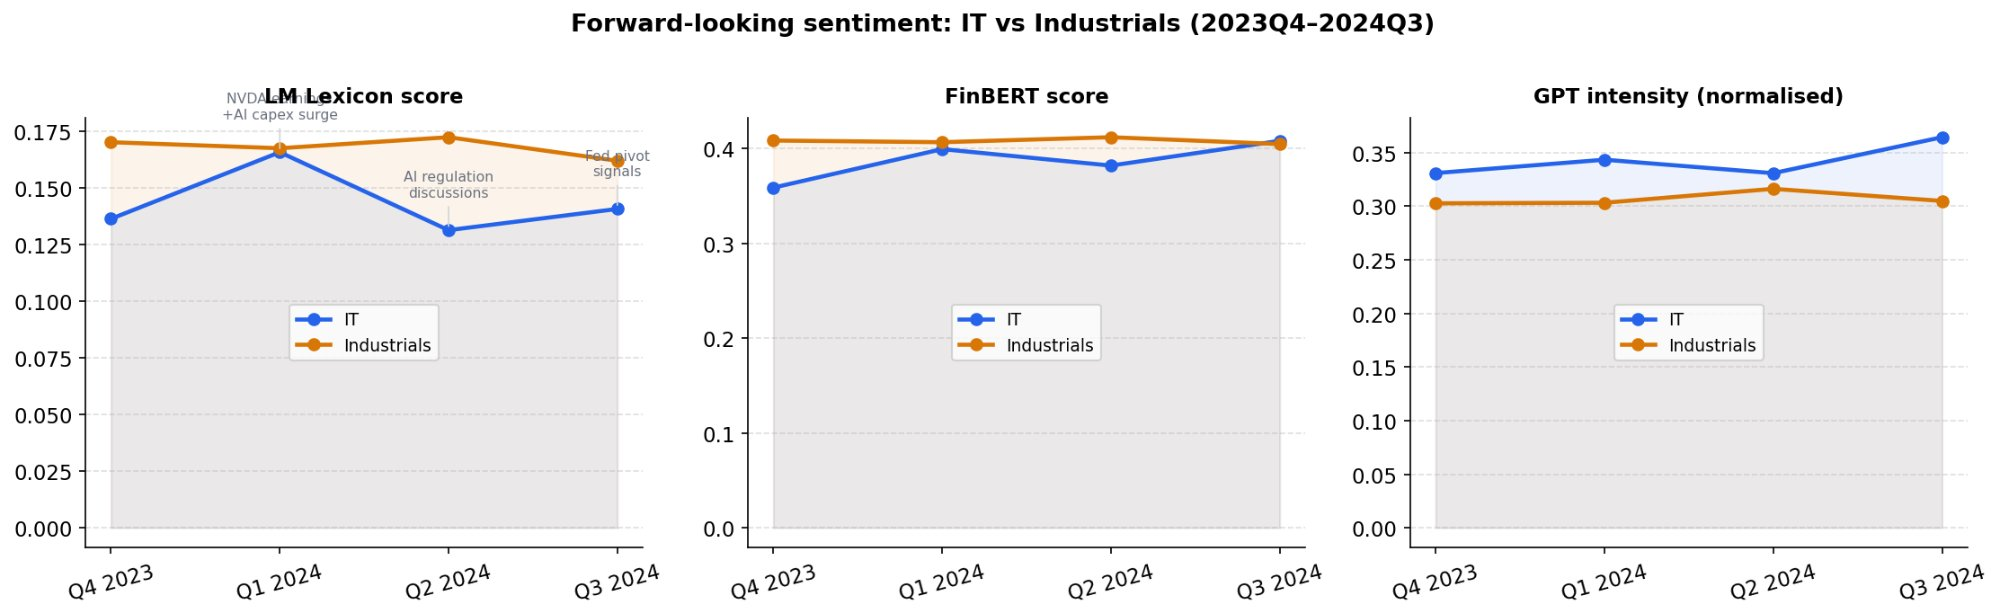 Forward-looking sentiment: IT vs Industrials (2023Q4–2024Q3)
LM Lexicon score
NVDA earnings
+AI capex surge
AI regulation
discussions
Fed pivot
signals
0.175
0.150
0.125
0.100
0.075
0.050
0.025
0.000
IT
Industrials
Q4 2023
Q1 2024
Q2 2024
Q3 2024
FinBERT score
0.4
0.3
0.2
0.1
0.0
IT
Industrials
Q4 2023
Q1 2024
Q2 2024
Q3 2024
GPT intensity (normalised)
0.35
0.30
0.25
0.20
0.15
0.10
0.05
0.00
IT
Industrials
Q4 2023
Q1 2024
Q2 2024
Q3 2024